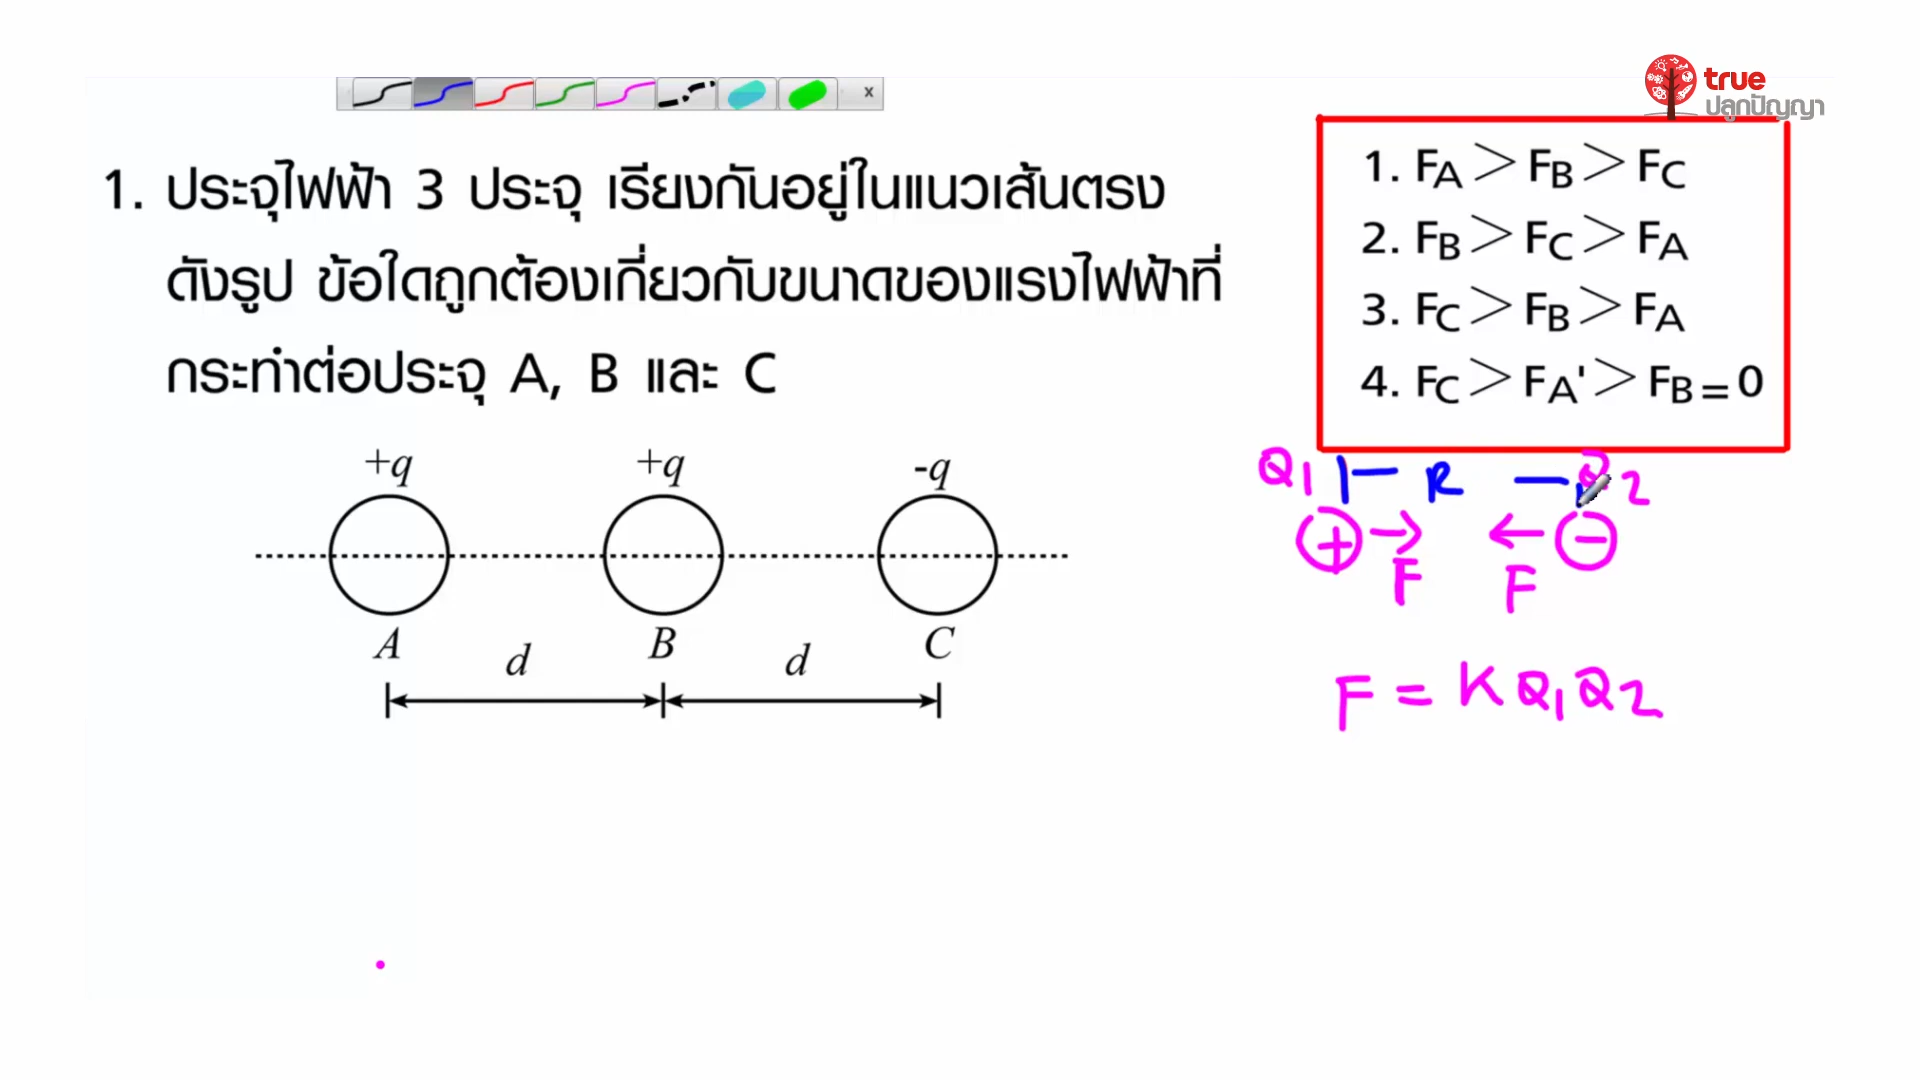 true
ปลูกปัญญา
x
1. ประจุไฟฟ้า 3 ประจุ เรียงกันอยู่ในแนวเส้นตรง
ดังรูป ข้อใดถูกต้องเกี่ยวกับขนาดของแรงไฟฟ้าที่
กระทำต่อประจุ A, B และ C
1. FA > FB > FC
2. FB > FC > FA
3. FC > FB > FA
4. FC > FA' > FB = 0
+q +q -q
A B C
d d
Q1 R Q2
+ −
F F
F = KQ1Q2